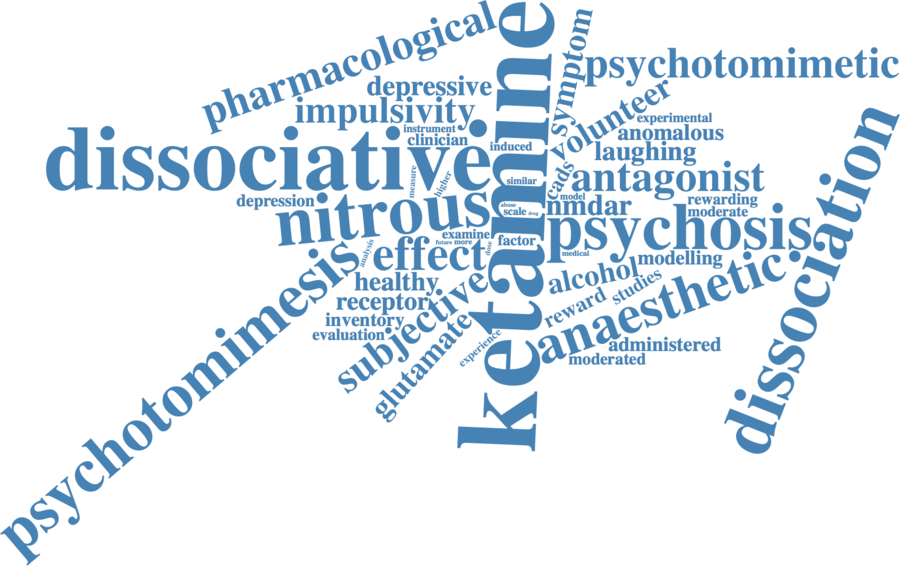 pharmacological
ketamine
symptom
psychotomimetic
depressive
volunteer
impulsivity
experimental
instrument
anomalous
dissociative
clinician
induced
laughing
dissociation
measure
higher
similar
cads
antagonist
depression
model
rewarding
nitrous
abuse
scale
drug
nmdar
moderate
psychosis
examine
factor
future
more
dose
medical
analysis
effect
modelling
psychotomimesis
healthy
alcohol
studies
anaesthetic
receptor
subjective
reward
inventory
glutamate
evaluation
experience
administered
moderated